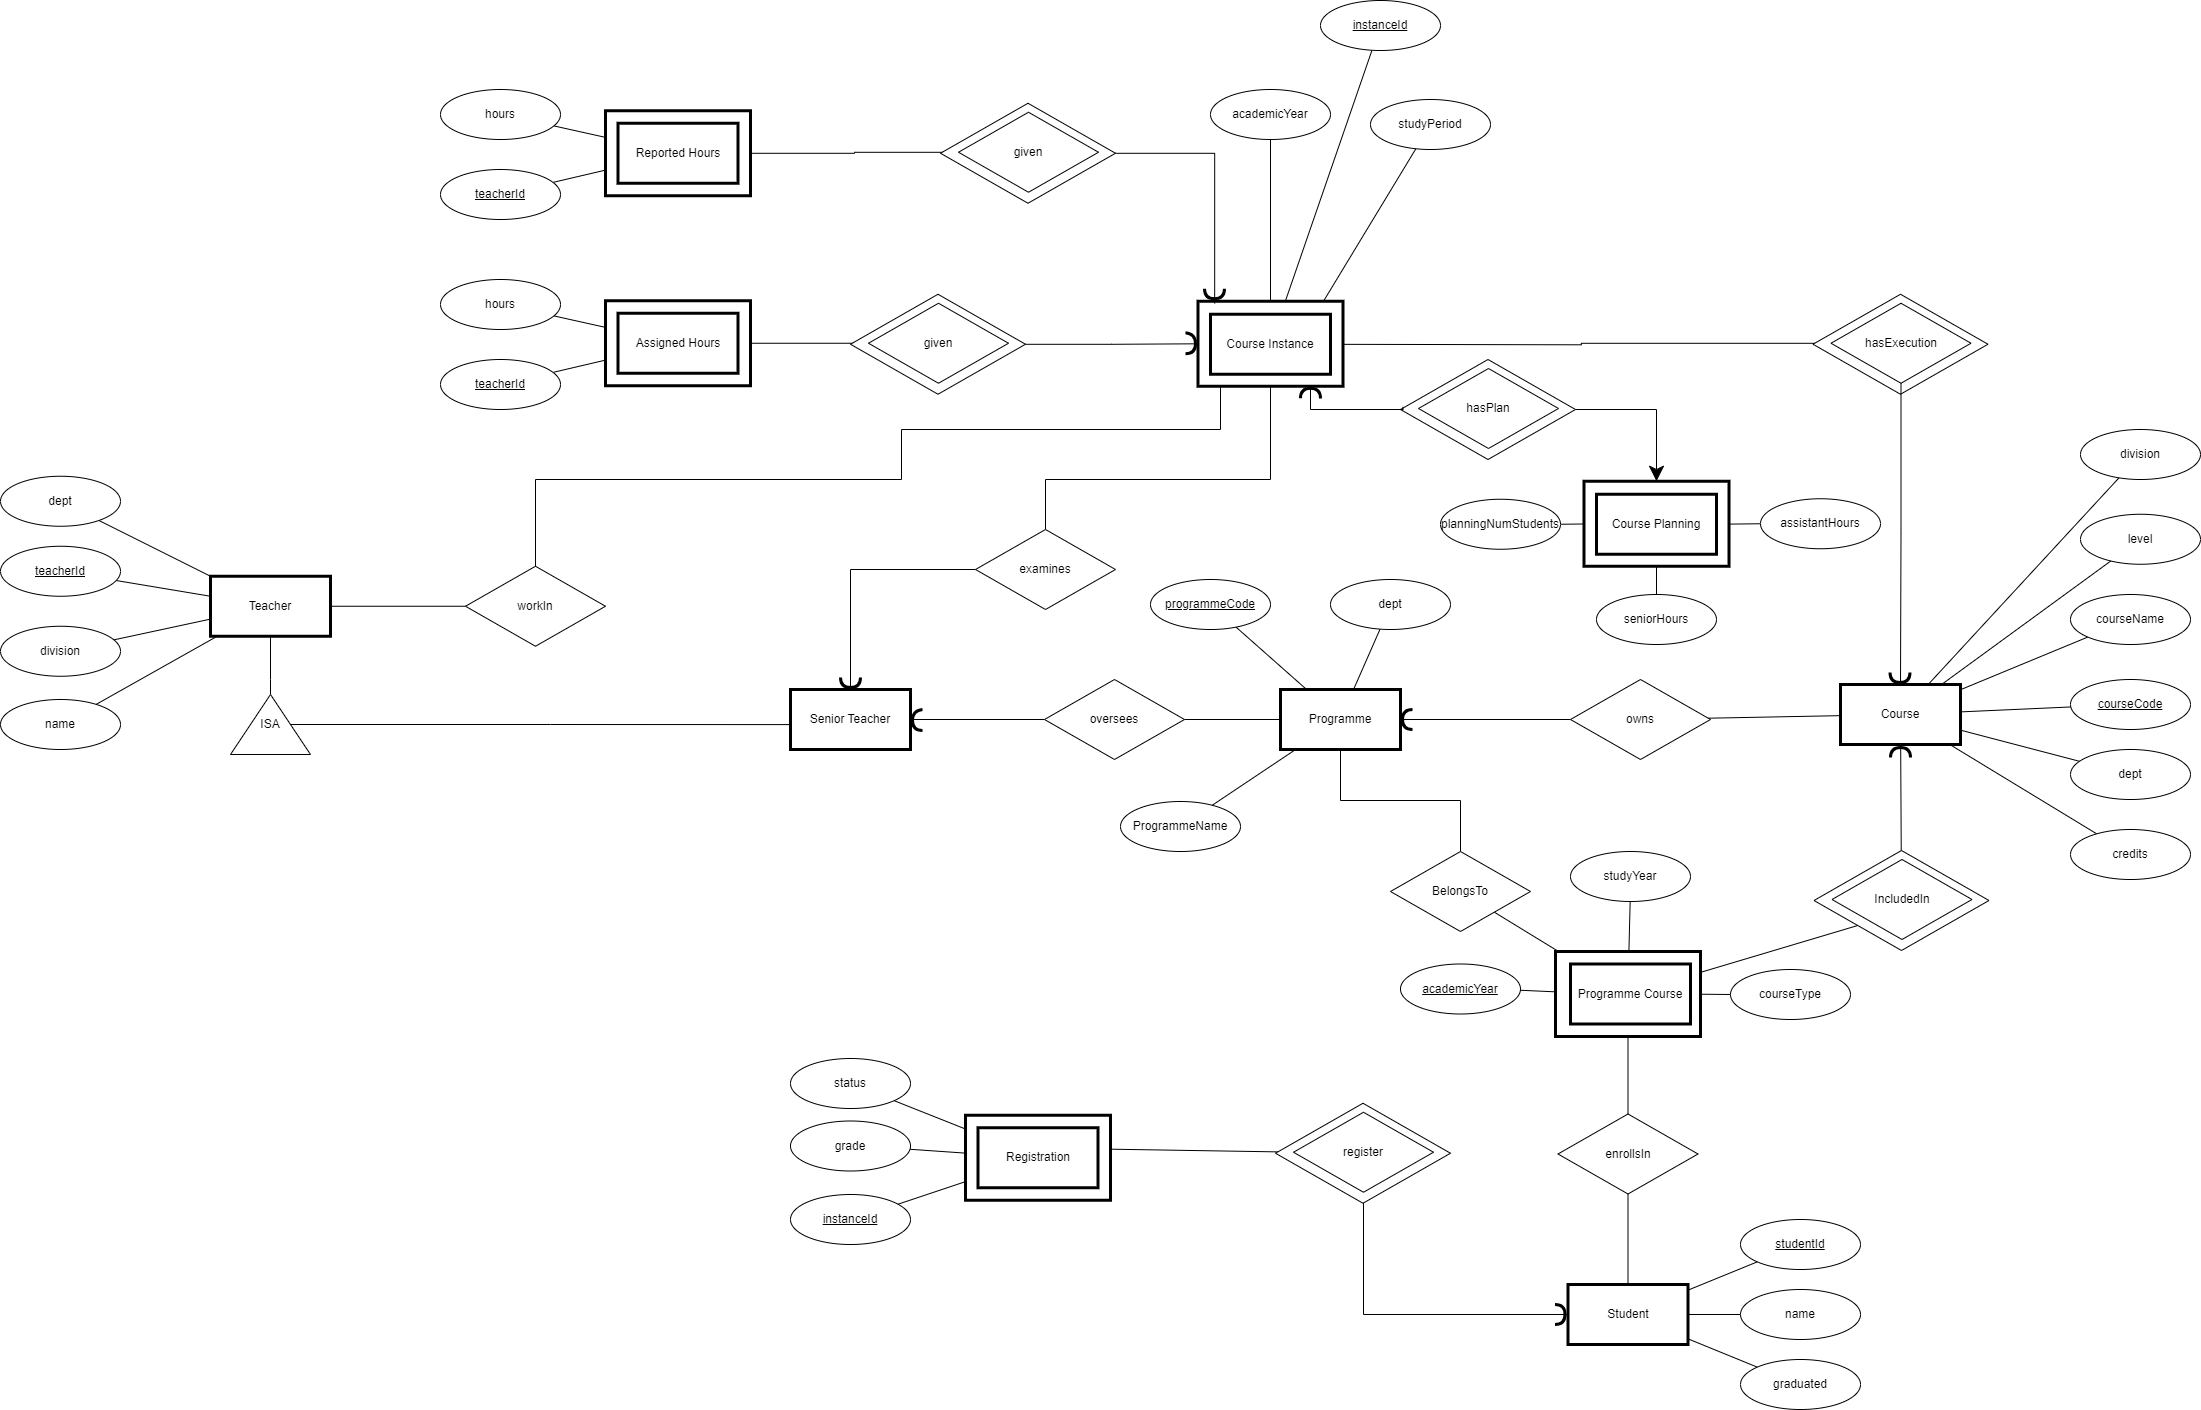 instanceId
hours
academicYear
studyPeriod
Reported Hours
given
teacherId
hours
Assigned Hours
given
Course Instance
hasExecution
teacherId
hasPlan
division
dept
planningNumStudents
Course Planning
assistantHours
level
teacherId
examines
Teacher
workIn
programmeCode
dept
seniorHours
courseName
division
name
ISA
Senior Teacher
oversees
Programme
owns
Course
courseCode
dept
ProgrammeName
credits
BelongsTo
studyYear
IncludedIn
academicYear
Programme Course
courseType
status
grade
Registration
register
enrollsIn
instanceId
studentId
Student
name
graduated